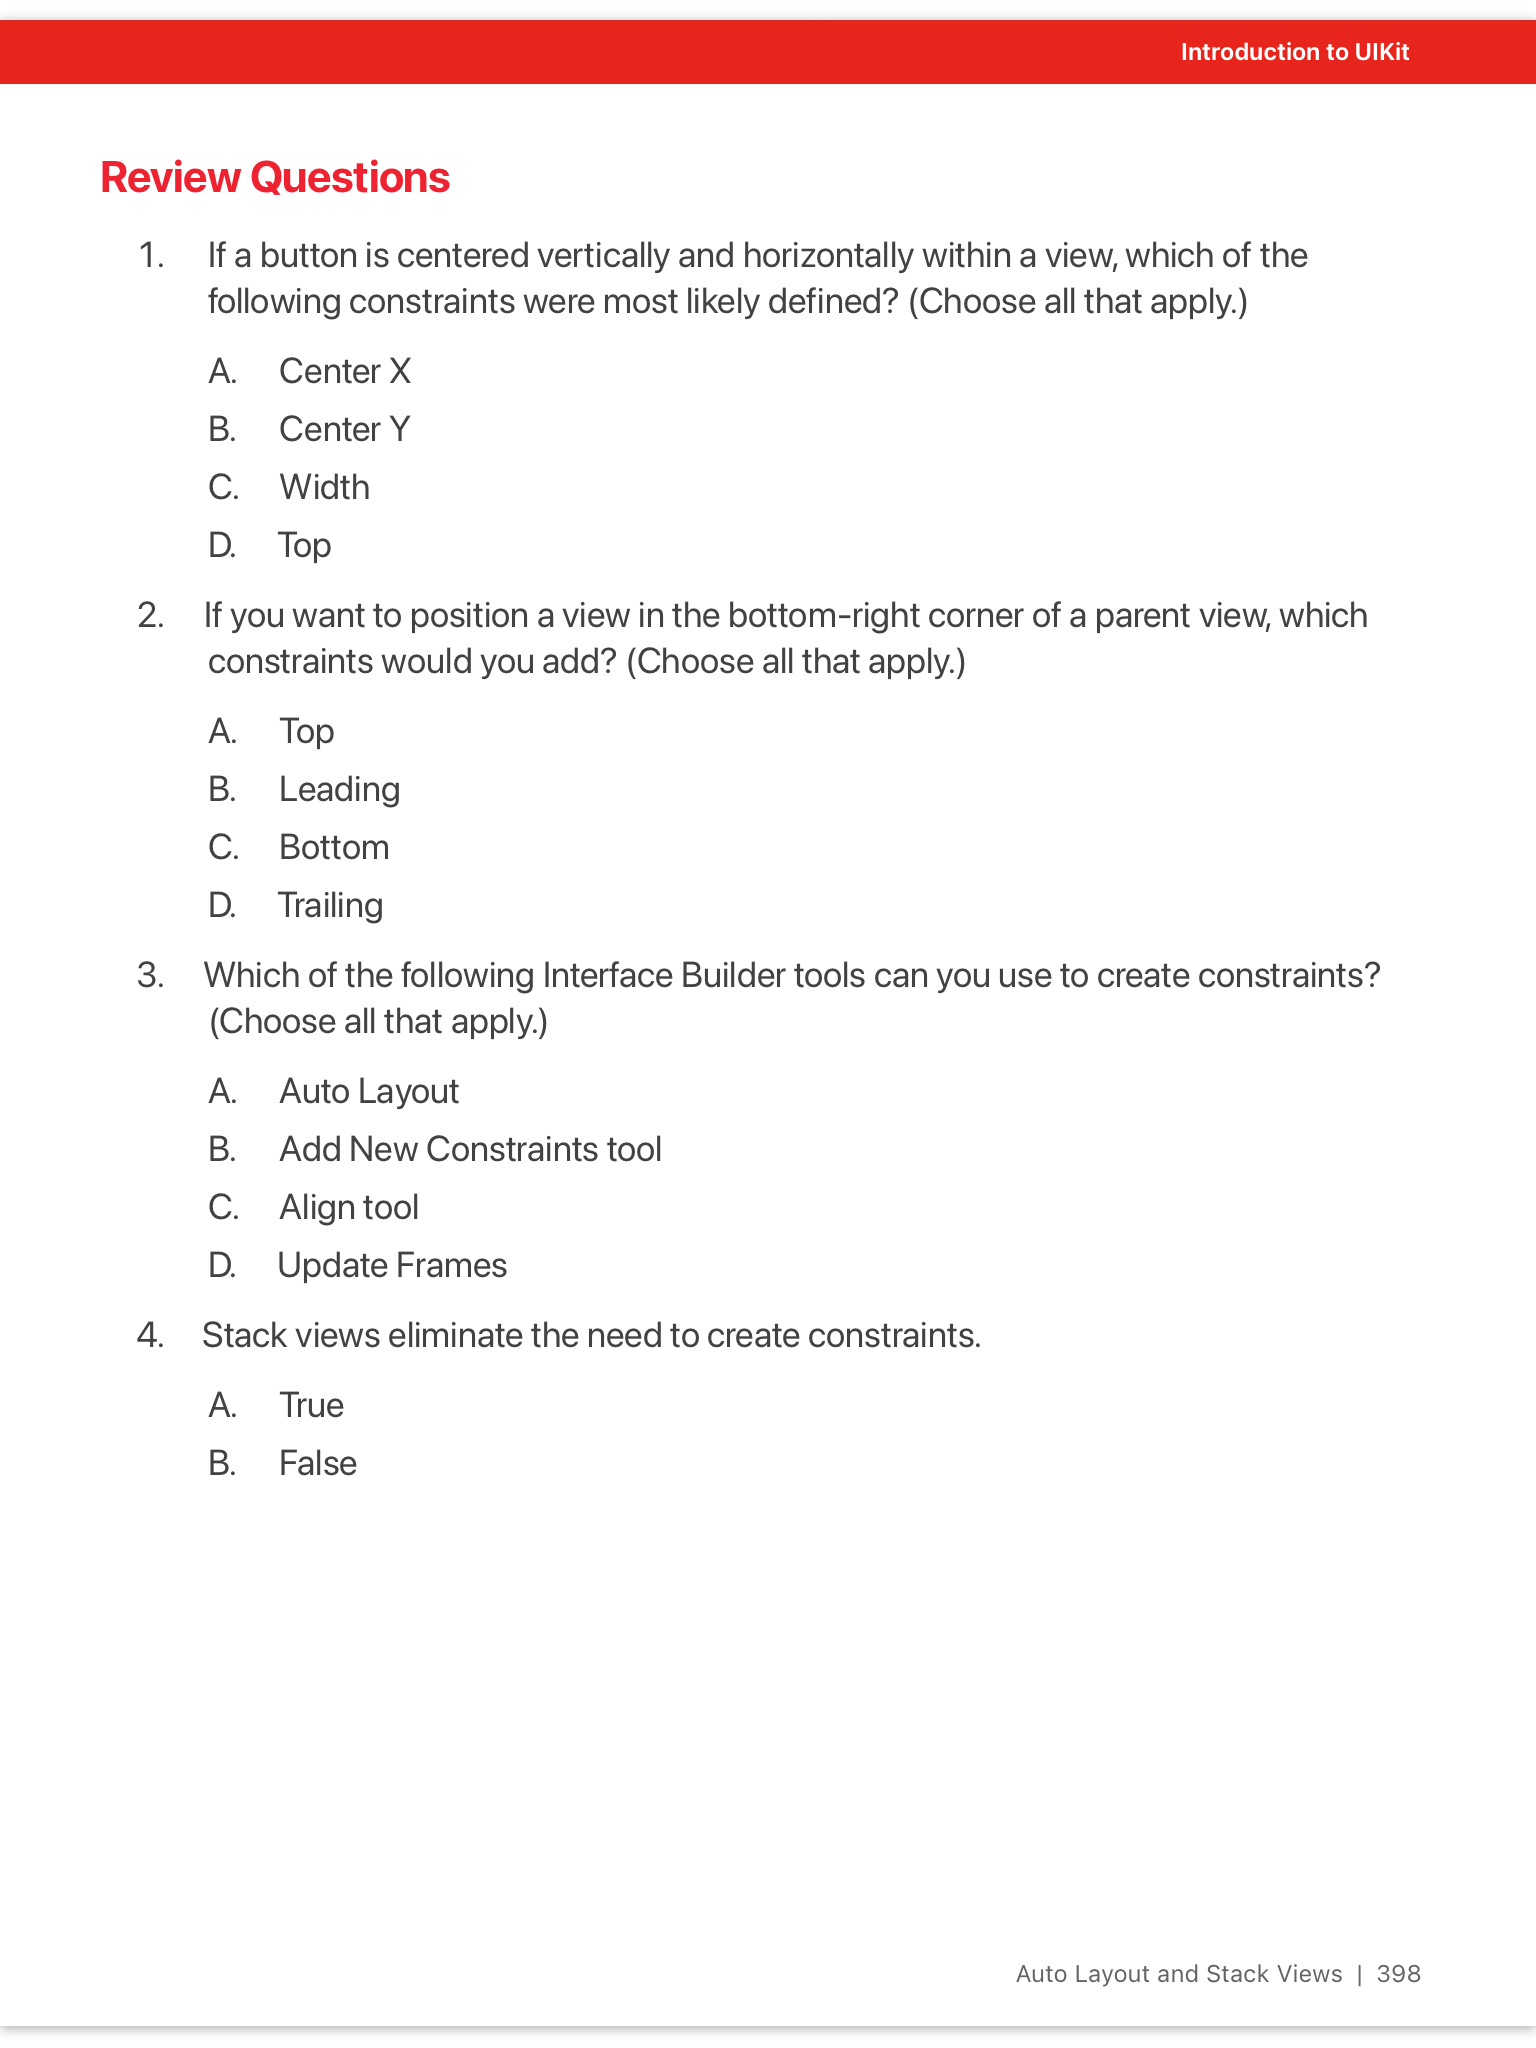 Introduction to UIKit
Review Questions
1. If a button is centered vertically and horizontally within a view, which of the
following constraints were most likely defined? (Choose all that apply.)
A. Center X
B. Center Y
C. Width
D. Top
2. If you want to position a view in the bottom-right corner of a parent view, which
constraints would you add? (Choose all that apply.)
A. Top
B. Leading
C. Bottom
D. Trailing
3. Which of the following Interface Builder tools can you use to create constraints?
(Choose all that apply.)
A. Auto Layout
B. Add New Constraints tool
C. Align tool
D. Update Frames
4. Stack views eliminate the need to create constraints.
A. True
B. False
Auto Layout and Stack Views | 398